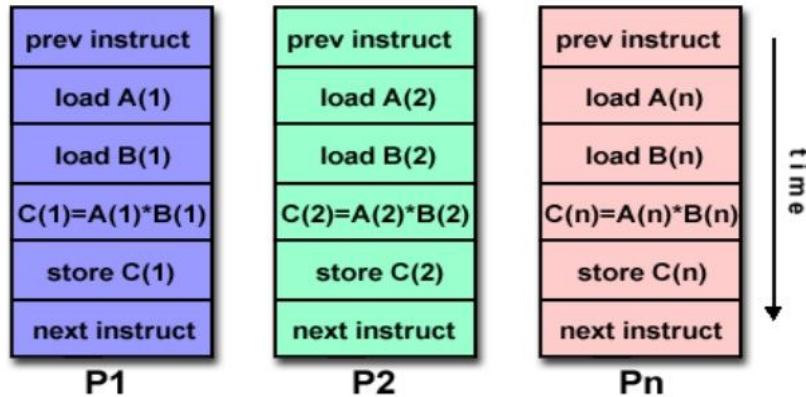 prev instruct
load A(1)
load B(1)
C(1)=A(1)*B(1)
store C(1)
next instruct
P1
prev instruct
load A(2)
load B(2)
C(2)=A(2)*B(2)
store C(2)
next instruct
P2
prev instruct
load A(n)
load B(n)
C(n)=A(n)*B(n)
store C(n)
next instruct
Pn
time